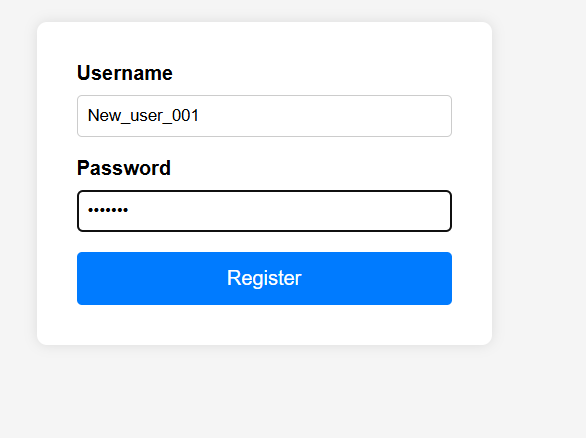 Username
New_user_001
Password
•••••••
Register